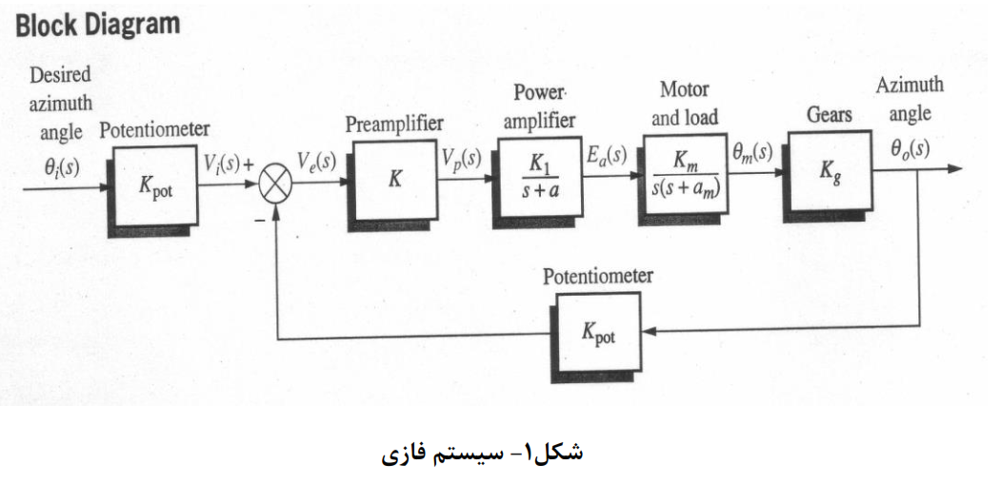 Block Diagram
Desired
azimuth
angle
θi(s)
Potentiometer
Kpot
Vi(s)+
−
Ve(s)
Preamplifier
K
Vp(s)
Power
amplifier
K1
s+a
Ea(s)
Motor
and load
Km
s(s+am)
θm(s)
Gears
Kg
Azimuth
angle
θo(s)
Potentiometer
Kpot
شکل۱- سیستم فازی